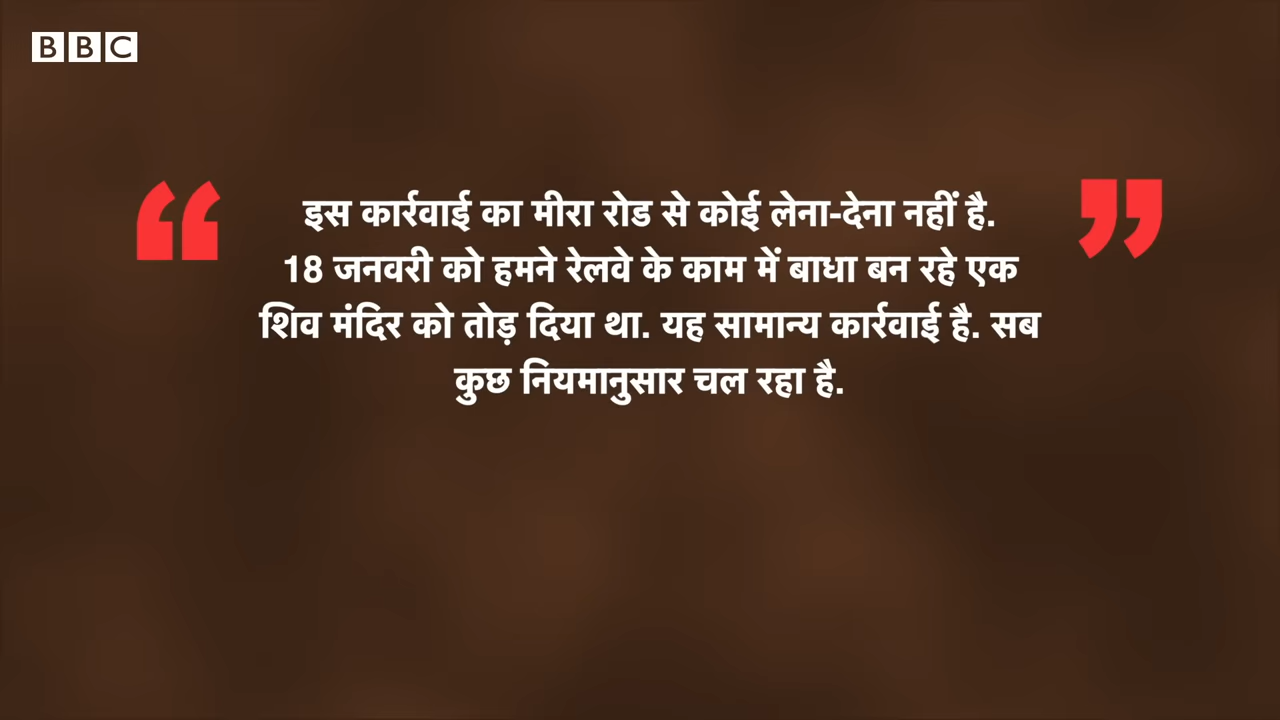 BBC
इस कार्रवाई का मीरा रोड से कोई लेना-देना नहीं है.
18 जनवरी को हमने रेलवे के काम में बाधा बन रहे एक
शिव मंदिर को तोड़ दिया था. यह सामान्य कार्रवाई है. सब
कुछ नियमानुसार चल रहा है.